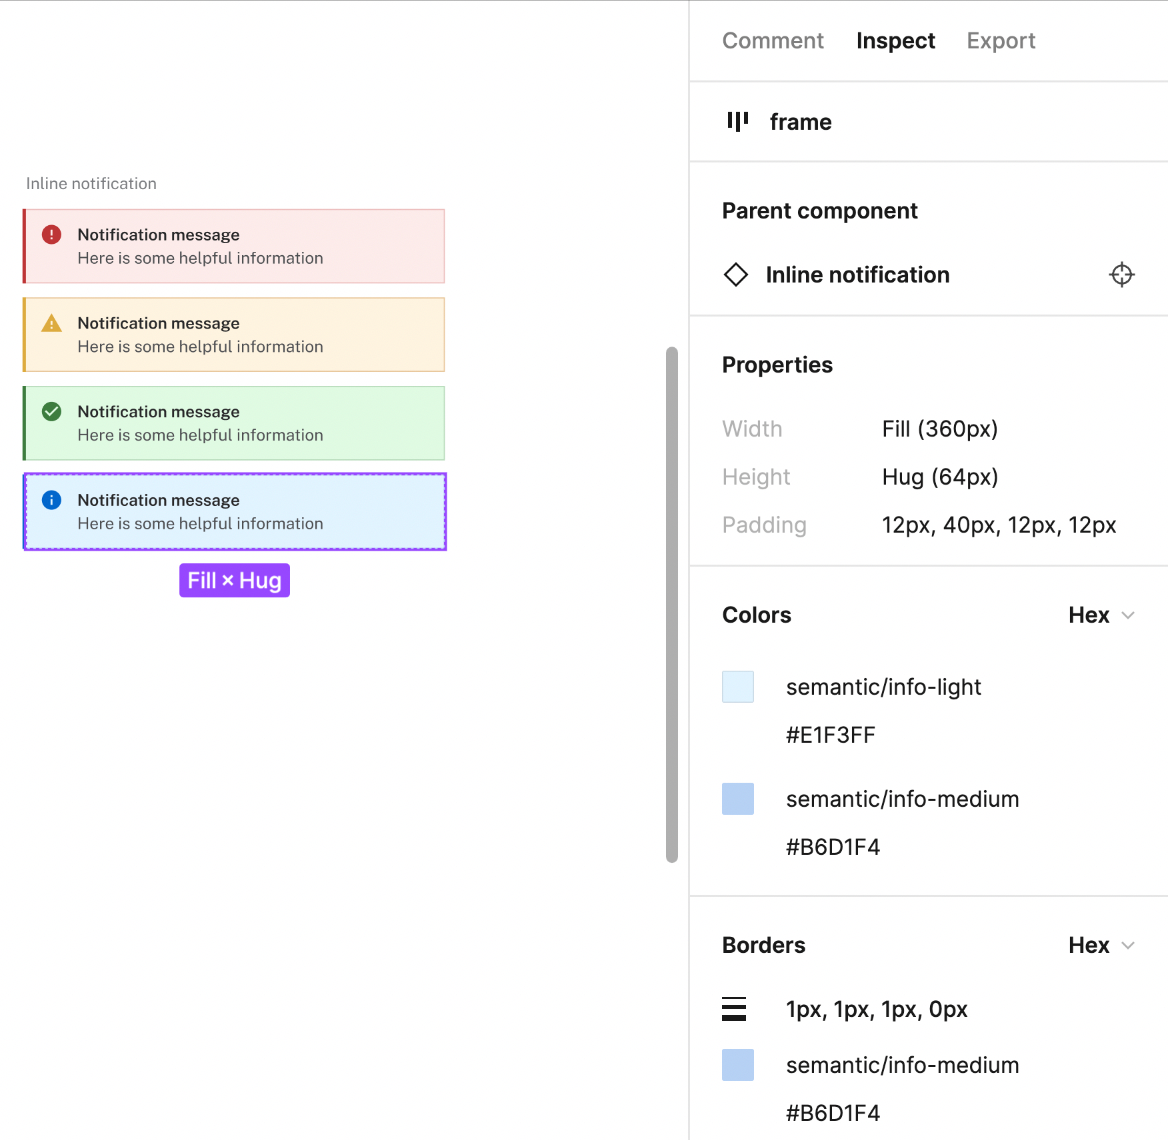 Comment Inspect Export
frame
Inline notification
Notification message
Here is some helpful information
Notification message
Here is some helpful information
Notification message
Here is some helpful information
Notification message
Here is some helpful information
Fill × Hug
Parent component
Inline notification
Properties
Width Fill (360px)
Height Hug (64px)
Padding 12px, 40px, 12px, 12px
Colors Hex
semantic/info-light
#E1F3FF
semantic/info-medium
#B6D1F4
Borders Hex
1px, 1px, 1px, 0px
semantic/info-medium
#B6D1F4